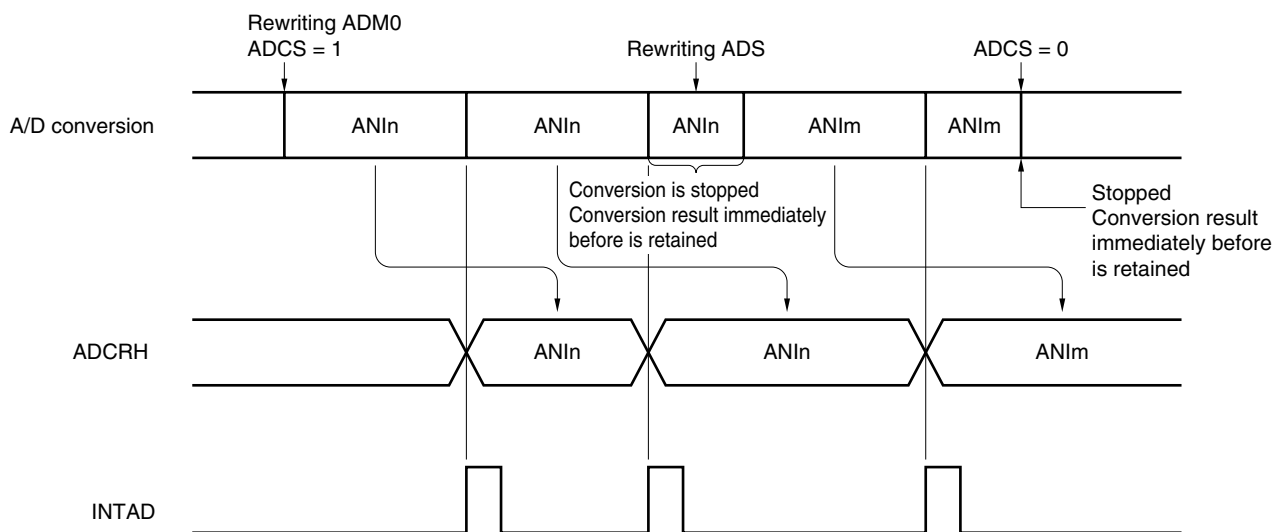 Rewriting ADM0
ADCS = 1
Rewriting ADS
ADCS = 0
A/D conversion
ANIn
ANIn
ANIn
ANIm
ANIm
Conversion is stopped
Conversion result immediately
before is retained
Stopped
Conversion result
immediately before
is retained
ADCRH
ANIn
ANIn
ANIm
INTAD